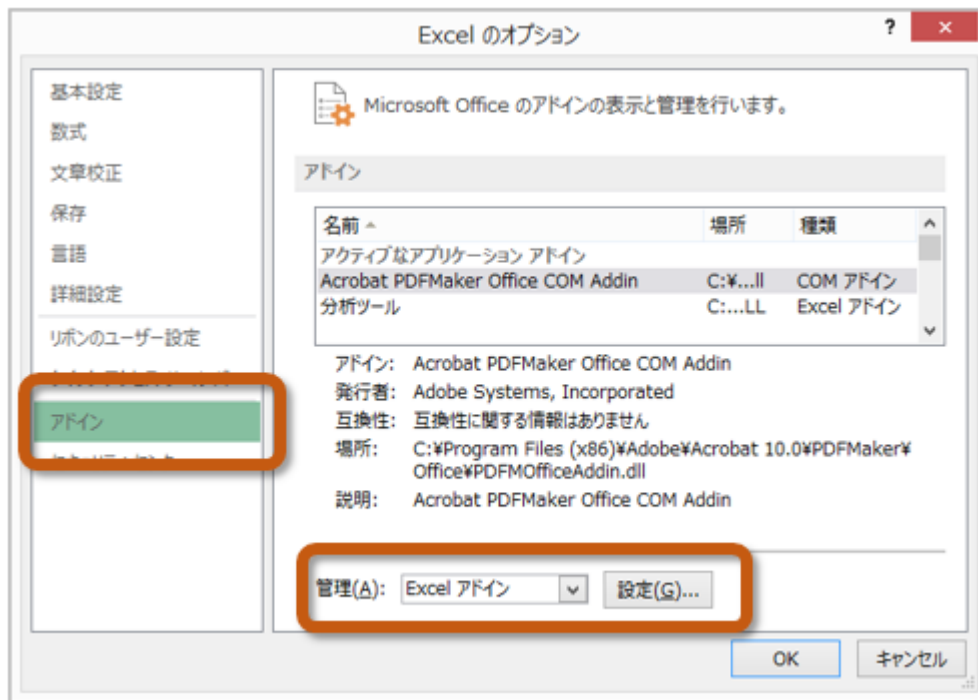 Excel のオプション
?
基本設定
数式
文章校正
保存
言語
詳細設定
リボンのユーザー設定
アドイン
Microsoft Office のアドインの表示と管理を行います。
アドイン
名前 場所 種類
アクティブなアプリケーション アドイン
Acrobat PDFMaker Office COM Addin C:¥...ll COM アドイン
分析ツール C:...LL Excel アドイン
アドイン: Acrobat PDFMaker Office COM Addin
発行者: Adobe Systems, Incorporated
互換性: 互換性に関する情報はありません
場所: C:¥Program Files (x86)¥Adobe¥Acrobat 10.0¥PDFMaker¥
Office¥PDFMOfficeAddin.dll
説明: Acrobat PDFMaker Office COM Addin
管理(A): Excel アドイン 設定(G)...
OK キャンセル